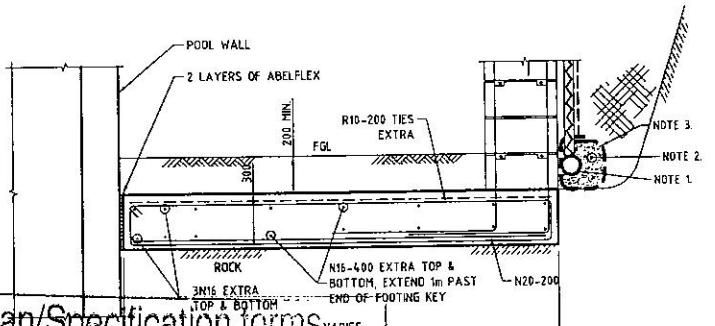 POOL WALL
2 LAYERS OF ABELFLEX
200 MIN.
R10-200 TIES
EXTRA
FGL
300
NOTE 3.
NOTE 2.
NOTE 1.
ROCK
3N16 EXTRA
TOP & BOTTOM
N16-400 EXTRA TOP &
BOTTOM, EXTEND 1m PAST
END OF FOOTING KEY
N20-200
an/Specification forms
VARIES